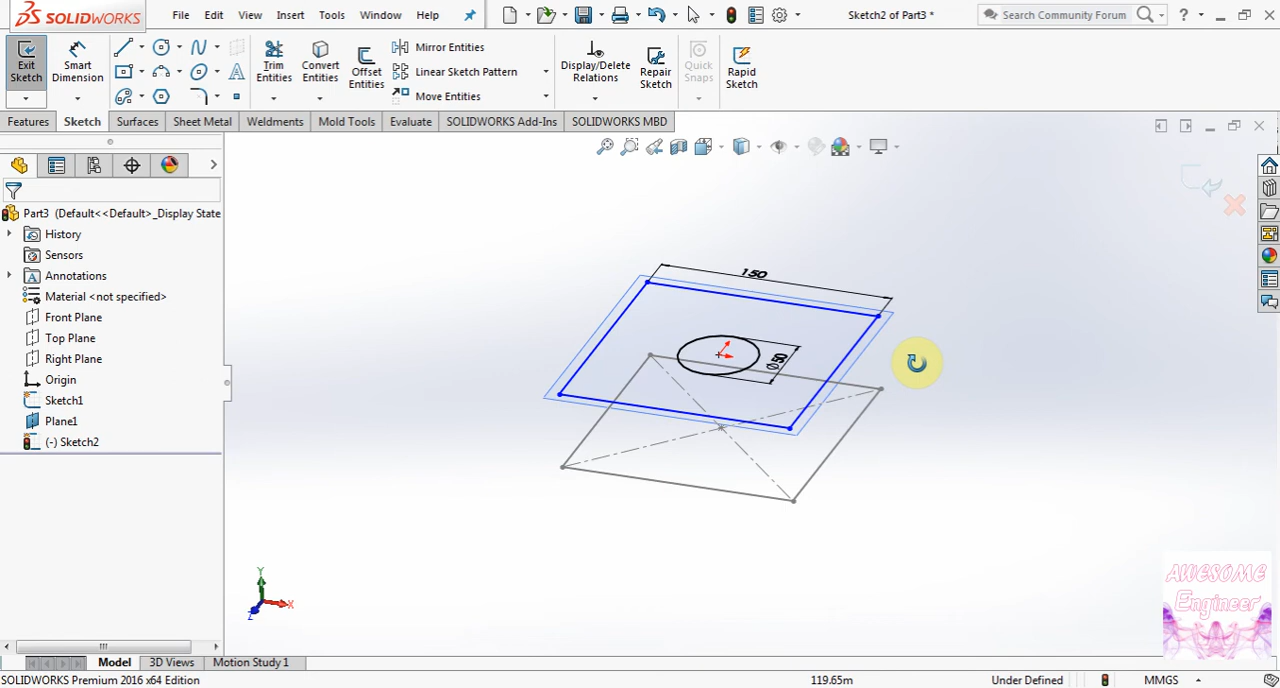 SOLIDWORKS File Edit View Insert Tools Window Help Sketch2 of Part3 * Search Community Forum ?
Exit Sketch
Smart Dimension
Trim Entities
Convert Entities
Offset Entities
Mirror Entities
Linear Sketch Pattern
Move Entities
Display/Delete Relations
Repair Sketch
Quick Snaps
Rapid Sketch
Features Sketch Surfaces Sheet Metal Weldments Mold Tools Evaluate SOLIDWORKS Add-Ins SOLIDWORKS MBD
Part3 (Default<<Default>_Display State
History
Sensors
Annotations
Material <not specified>
Front Plane
Top Plane
Right Plane
Origin
Sketch1
Plane1
(-) Sketch2
150
Ø50
Y
X
Z
AWESOME
Engineer
Model 3D Views Motion Study 1
SOLIDWORKS Premium 2016 x64 Edition 119.65m Under Defined MMGS